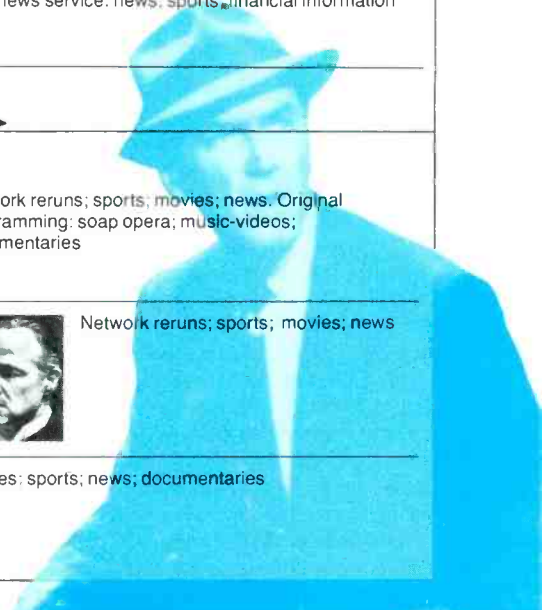 news service: news; sports; financial information
ork reruns; sports; movies; news. Original
ramming: soap opera; music-videos;
mentaries
Network reruns; sports; movies; news
es: sports; news; documentaries